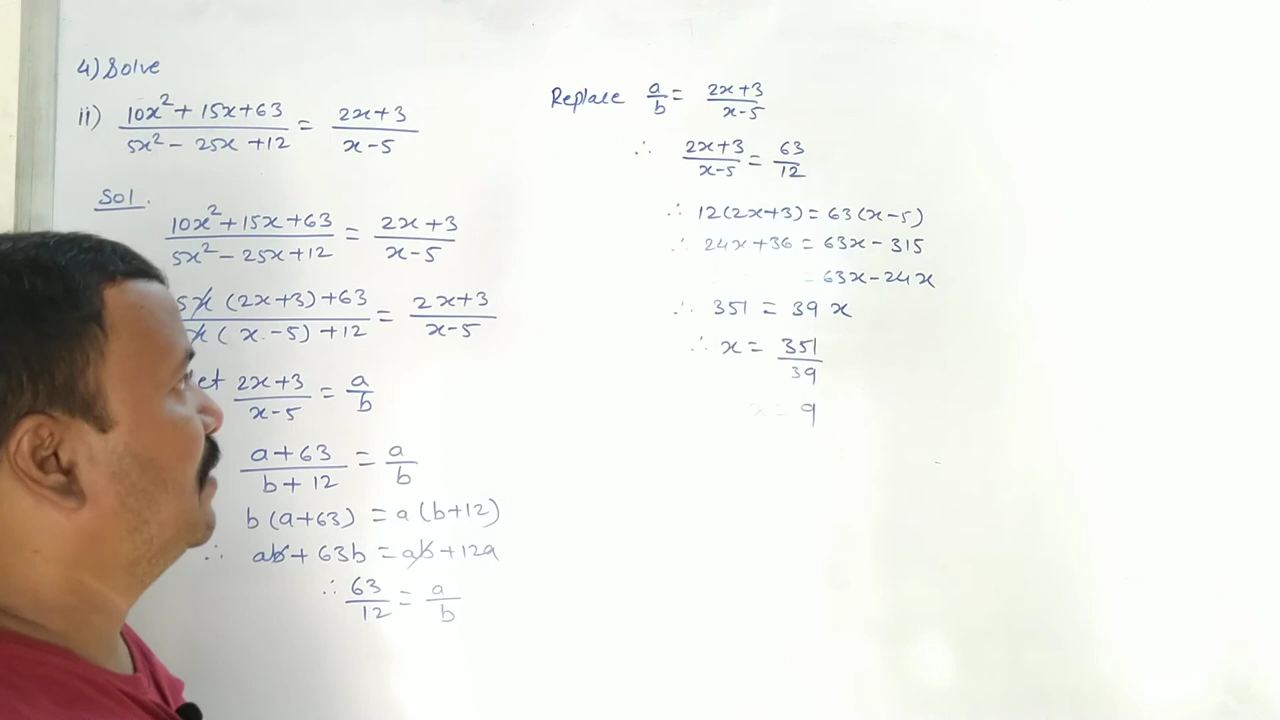 4) Solve
ii) (10x² + 15x + 63)/(5x² - 25x + 12) = (2x+3)/(x-5)
Sol.
(10x² + 15x + 63)/(5x² - 25x + 12) = (2x+3)/(x-5)
5x (2x+3) + 63 / x (x-5) + 12 = (2x+3)/(x-5)
et (2x+3)/(x-5) = a/b
(a+63)/(b+12) = a/b
b (a+63) = a (b+12)
∴ ab + 63b = ab + 12a
∴ 63/12 = a/b
Replace a/b = (2x+3)/(x-5)
∴ (2x+3)/(x-5) = 63/12
∴ 12(2x+3) = 63(x-5)
∴ 24x + 36 = 63x - 315
= 63x - 24x
∴ 351 = 39x
∴ x = 351/39
x = 9